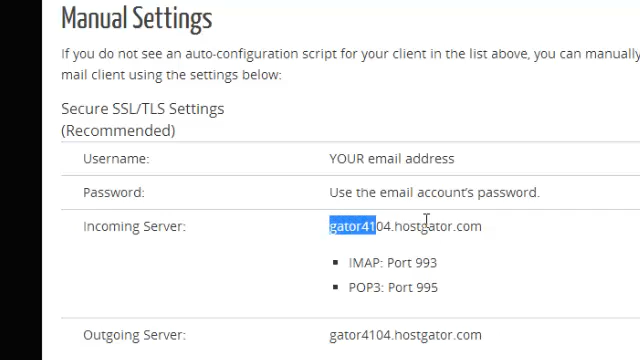 Manual Settings
If you do not see an auto-configuration script for your client in the list above, you can manually
mail client using the settings below:
Secure SSL/TLS Settings
(Recommended)
Username: YOUR email address
Password: Use the email account's password.
Incoming Server: gator4104.hostgator.com
IMAP: Port 993
POP3: Port 995
Outgoing Server: gator4104.hostgator.com